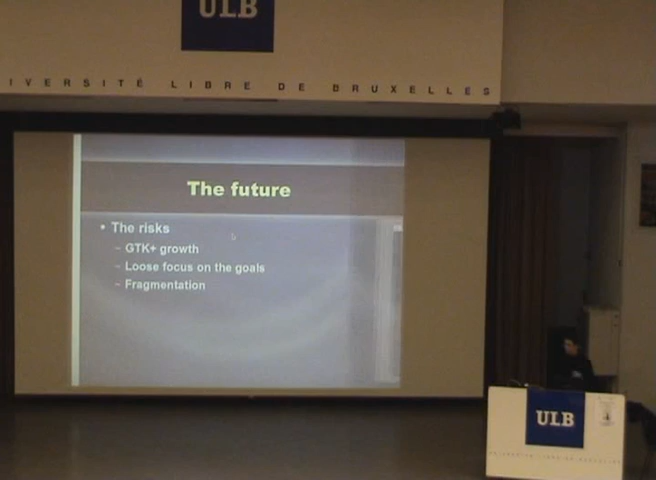 ULB
IVERSITÉ LIBRE DE BRUXELLES
The future
• The risks
– GTK+ growth
– Loose focus on the goals
– Fragmentation
ULB